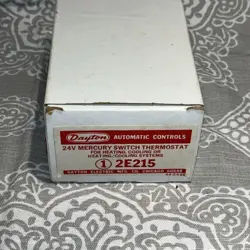 Dayton AUTOMATIC CONTROLS
24V MERCURY SWITCH THERMOSTAT
FOR HEATING, COOLING OR
HEATING/COOLING SYSTEMS
1 2E215
DAYTON ELECTRIC MFG. CO. CHICAGO 60648